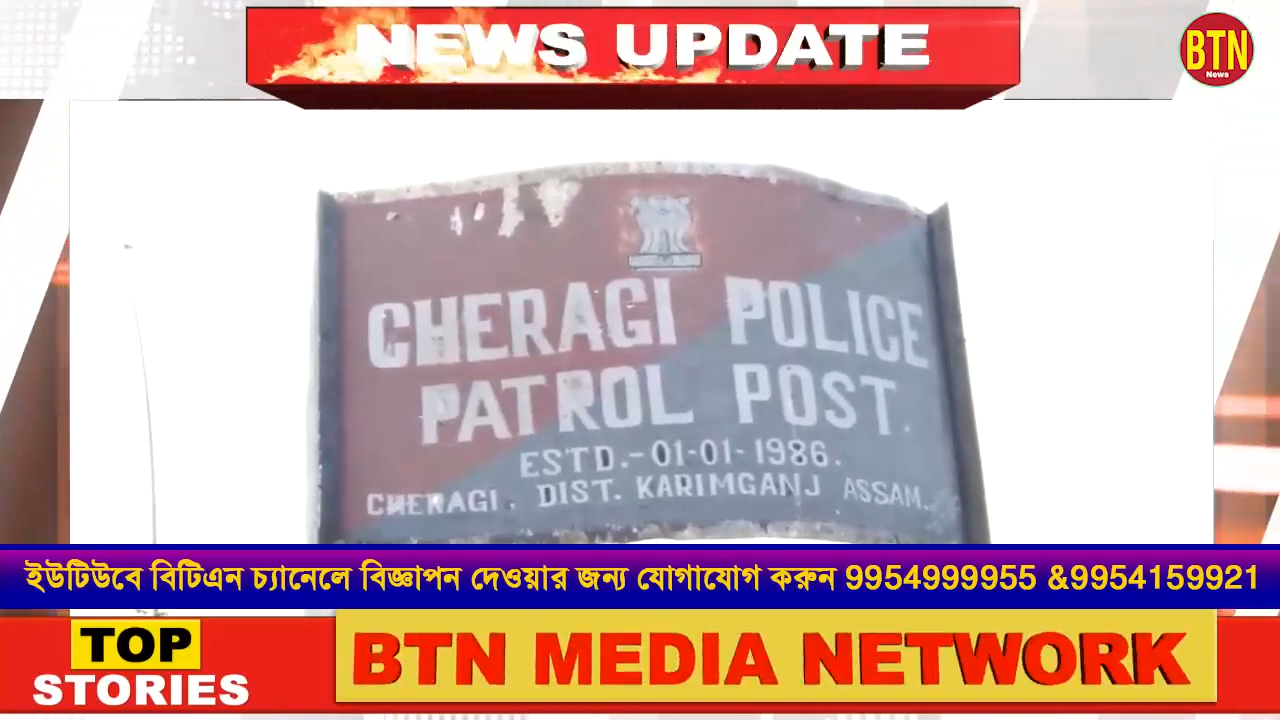 NEWS UPDATE
BTN
News
CHERAGI POLICE
PATROL POST.
ESTD.-01-01-1986.
CHERAGI. DIST. KARIMGANJ ASSAM.
ইউটিউবে বিটিএন চ্যানেলে বিজ্ঞাপন দেওয়ার জন্য যোগাযোগ করুন 9954999955 &9954159921
TOP
STORIES
BTN MEDIA NETWORK